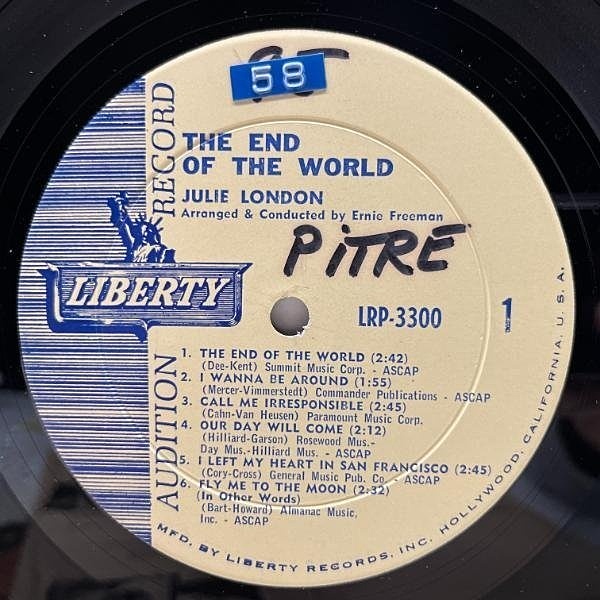 58
THE END
OF THE WORLD
JULIE LONDON
Arranged & Conducted by Ernie Freeman
PITRE
LIBERTY
AUDITION RECORD
LRP-3300
1
1. THE END OF THE WORLD (2:42)
(Dee-Kent) Summit Music Corp. - ASCAP
2. I WANNA BE AROUND (1:55)
(Mercer-Vimmerstedt) Commander Publications - ASCAP
3. CALL ME IRRESPONSIBLE (2:45)
(Cahn-Van Heusen) Paramount Music Corp.
4. OUR DAY WILL COME (2:12)
(Hilliard-Garson) Rosewood Mus.-
Day Mus.-Hilliard Mus. - ASCAP
5. I LEFT MY HEART IN SAN FRANCISCO (2:45)
(Cory-Cross) General Music Pub. Co. - ASCAP
6. FLY ME TO THE MOON (2:32)
(In Other Words)
(Bart-Howard) Almanac Music,
Inc. - ASCAP
MFD. BY LIBERTY RECORDS, INC. HOLLYWOOD, CALIFORNIA, U. S. A.